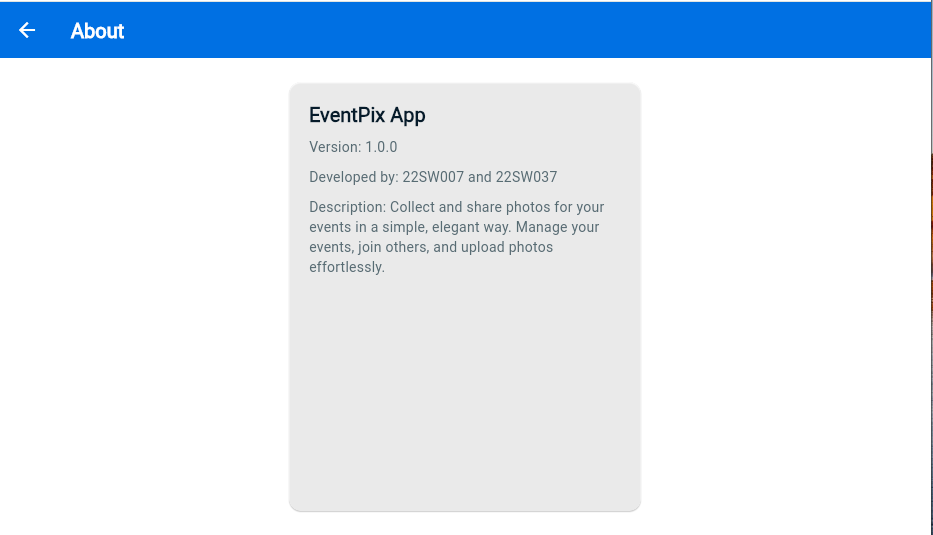 About
EventPix App
Version: 1.0.0
Developed by: 22SW007 and 22SW037
Description: Collect and share photos for your
events in a simple, elegant way. Manage your
events, join others, and upload photos
effortlessly.